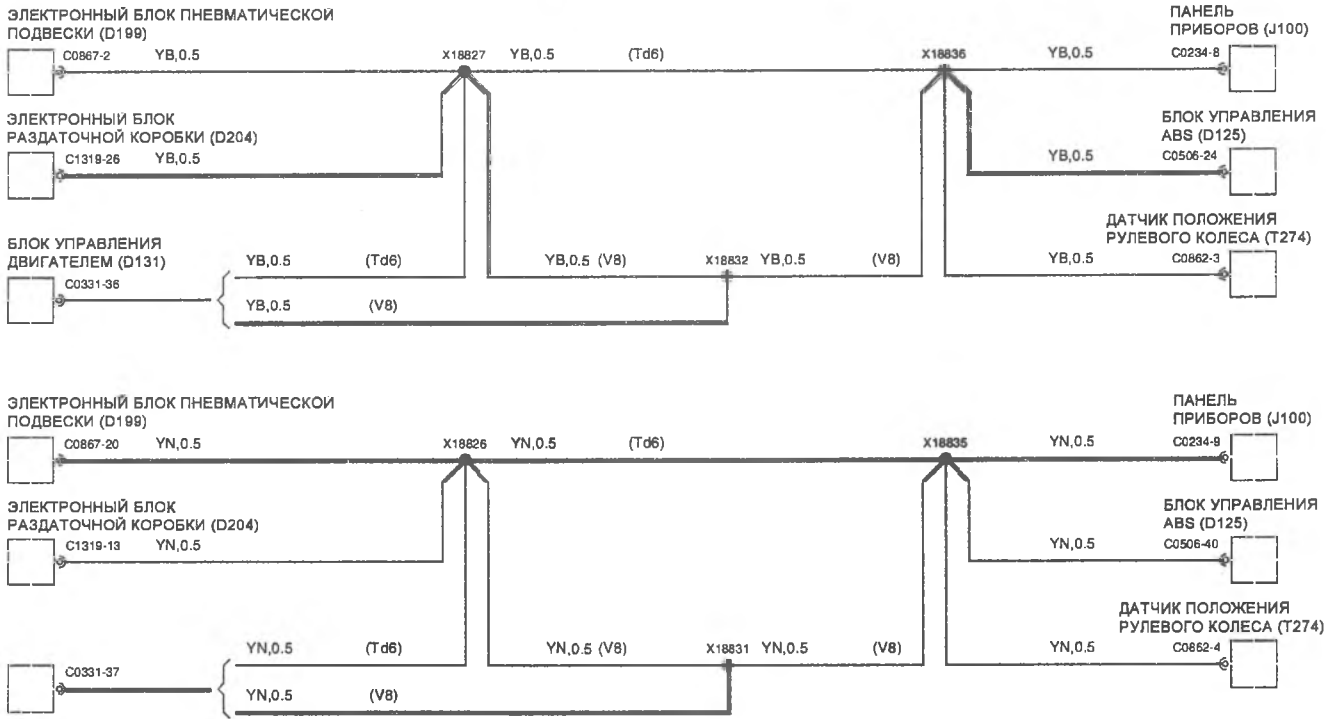 ЭЛЕКТРОННЫЙ БЛОК ПНЕВМАТИЧЕСКОЙ
ПОДВЕСКИ (D199)
ПАНЕЛЬ
ПРИБОРОВ (J100)
C0867-2 YB,0.5 X18827 YB,0.5 (Td6) X18836 YB,0.5 C0234-8
ЭЛЕКТРОННЫЙ БЛОК
РАЗДАТОЧНОЙ КОРОБКИ (D204)
БЛОК УПРАВЛЕНИЯ
ABS (D125)
C1319-26 YB,0.5 YB,0.5 C0506-24
БЛОК УПРАВЛЕНИЯ
ДВИГАТЕЛЕМ (D131)
ДАТЧИК ПОЛОЖЕНИЯ
РУЛЕВОГО КОЛЕСА (T274)
YB,0.5 (Td6) YB,0.5 (V8) X18832 YB,0.5 (V8) YB,0.5 C0862-3
C0331-36
YB,0.5 (V8)
ЭЛЕКТРОННЫЙ БЛОК ПНЕВМАТИЧЕСКОЙ
ПОДВЕСКИ (D199)
ПАНЕЛЬ
ПРИБОРОВ (J100)
C0867-20 YN,0.5 X18826 YN,0.5 (Td6) X18835 YN,0.5 C0234-9
ЭЛЕКТРОННЫЙ БЛОК
РАЗДАТОЧНОЙ КОРОБКИ (D204)
БЛОК УПРАВЛЕНИЯ
ABS (D125)
C1319-13 YN,0.5 YN,0.5 C0506-40
ДАТЧИК ПОЛОЖЕНИЯ
РУЛЕВОГО КОЛЕСА (T274)
YN,0.5 (Td6) YN,0.5 (V8) X18831 YN,0.5 (V8) YN,0.5 C0862-4
C0331-37
YN,0.5 (V8)